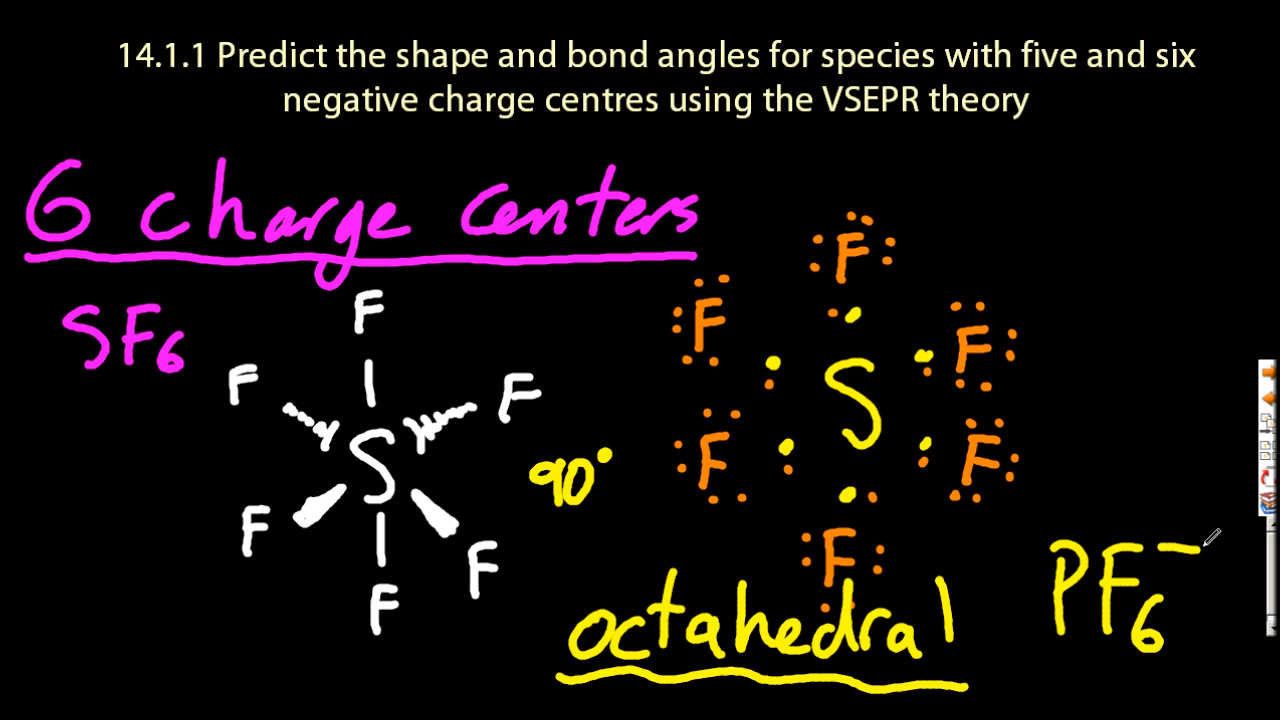 14.1.1 Predict the shape and bond angles for species with five and six
negative charge centres using the VSEPR theory
6 charge centers
SF₆
F
F
F
S
F
F
F
90°
F
F
F
S
F
F
F
octahedral
PF₆⁻